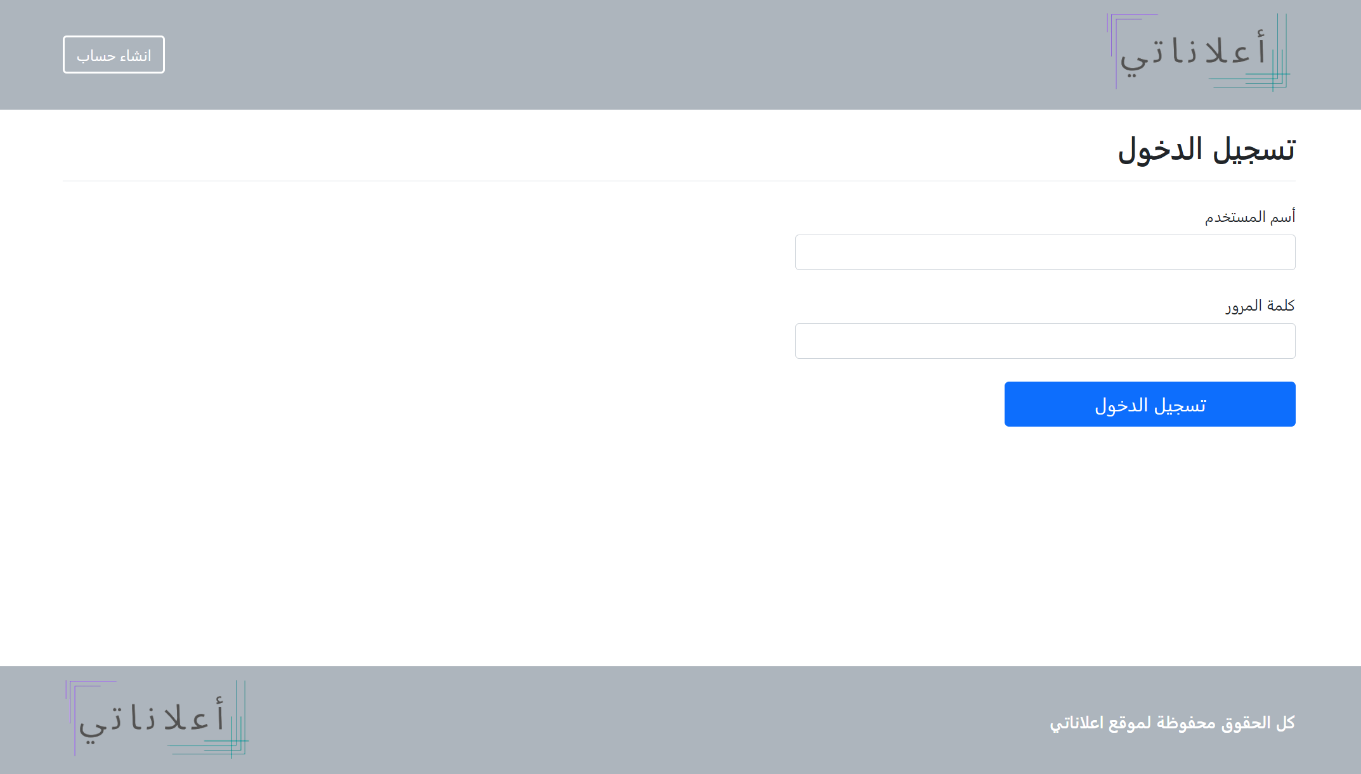 أعلاناتي
انشاء حساب
تسجيل الدخول
أسم المستخدم
كلمة المرور
تسجيل الدخول
كل الحقوق محفوظة لموقع اعلاناتي
أعلاناتي